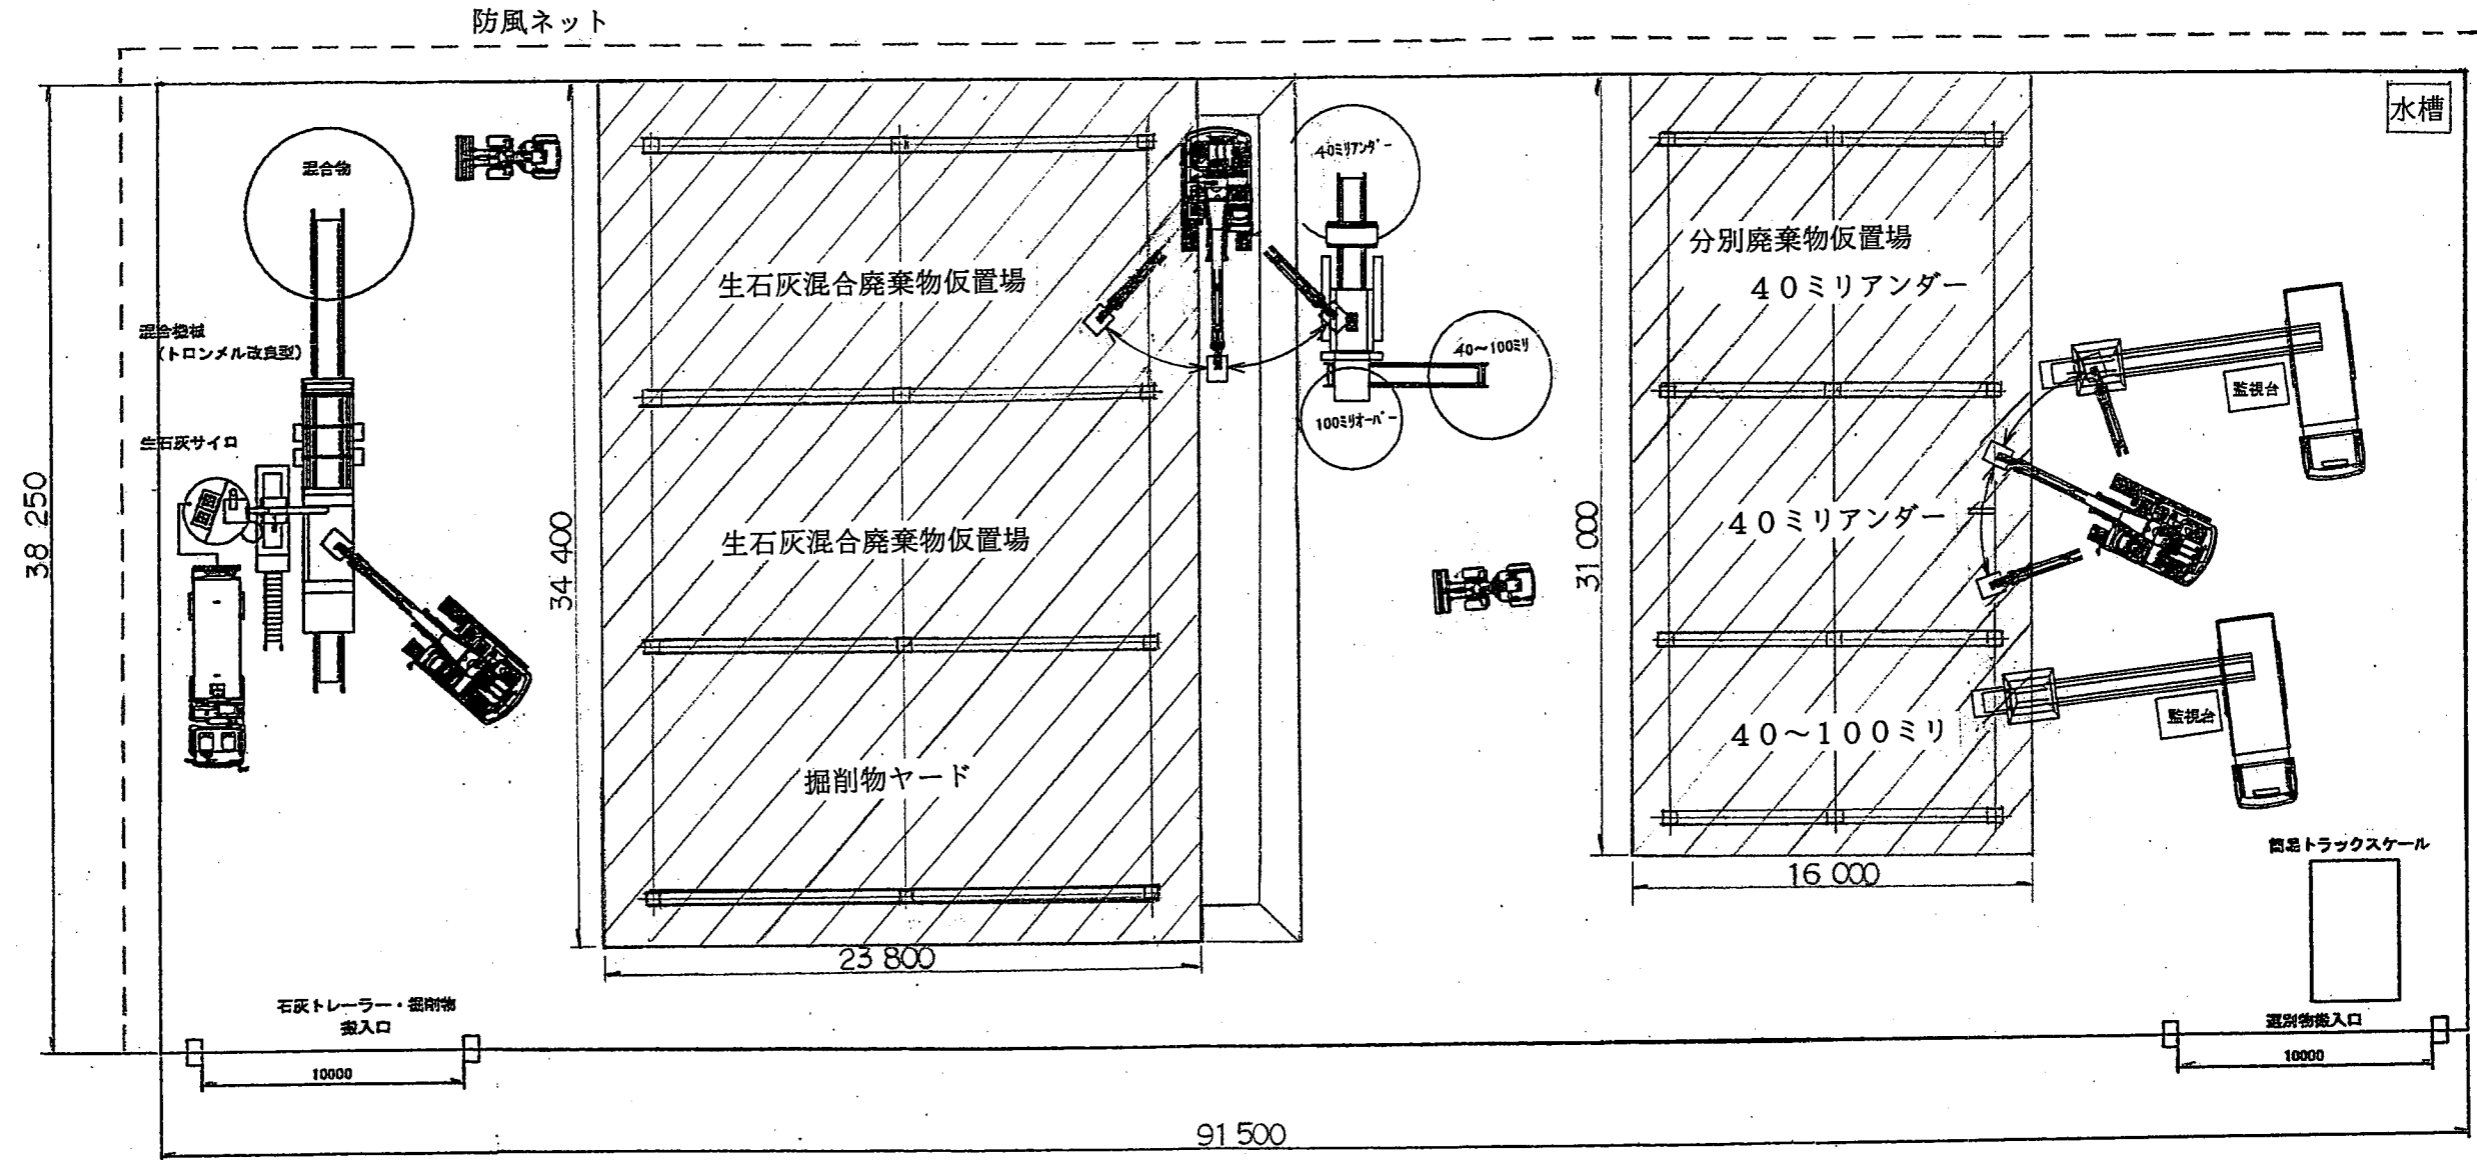 防風ネット
水槽
混合物
40ミリアンダー
分別廃棄物仮置場
40ミリアンダー
生石灰混合廃棄物仮置場
混合機械
(トロンメル改良型)
40～100ミリ
監視台
100ミリオーバー
生石灰サイロ
38 250
34 400
31 000
40ミリアンダー
生石灰混合廃棄物仮置場
監視台
40～100ミリ
掘削物ヤード
簡易トラックスケール
16 000
23 800
石灰トレーラー・掘削物
搬入口
選別物搬入口
10000
10000
91 500